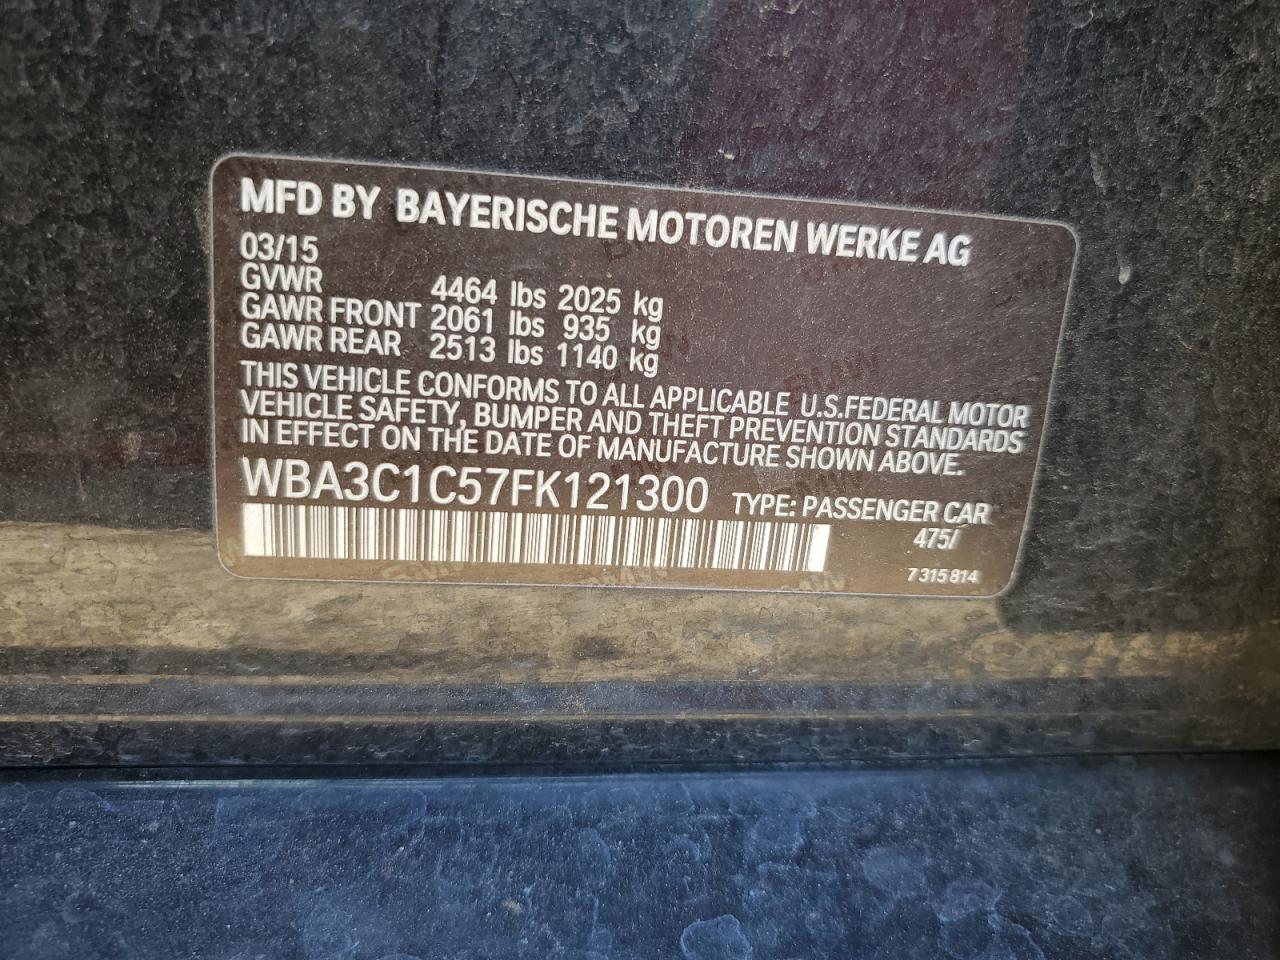 MFD BY BAYERISCHE MOTOREN WERKE AG
03/15
GVWR 4464 lbs 2025 kg
GAWR FRONT 2061 lbs 935 kg
GAWR REAR 2513 lbs 1140 kg
THIS VEHICLE CONFORMS TO ALL APPLICABLE U.S.FEDERAL MOTOR
VEHICLE SAFETY, BUMPER AND THEFT PREVENTION STANDARDS
IN EFFECT ON THE DATE OF MANUFACTURE SHOWN ABOVE.
WBA3C1C57FK121300 TYPE: PASSENGER CAR
475/
7 315 814